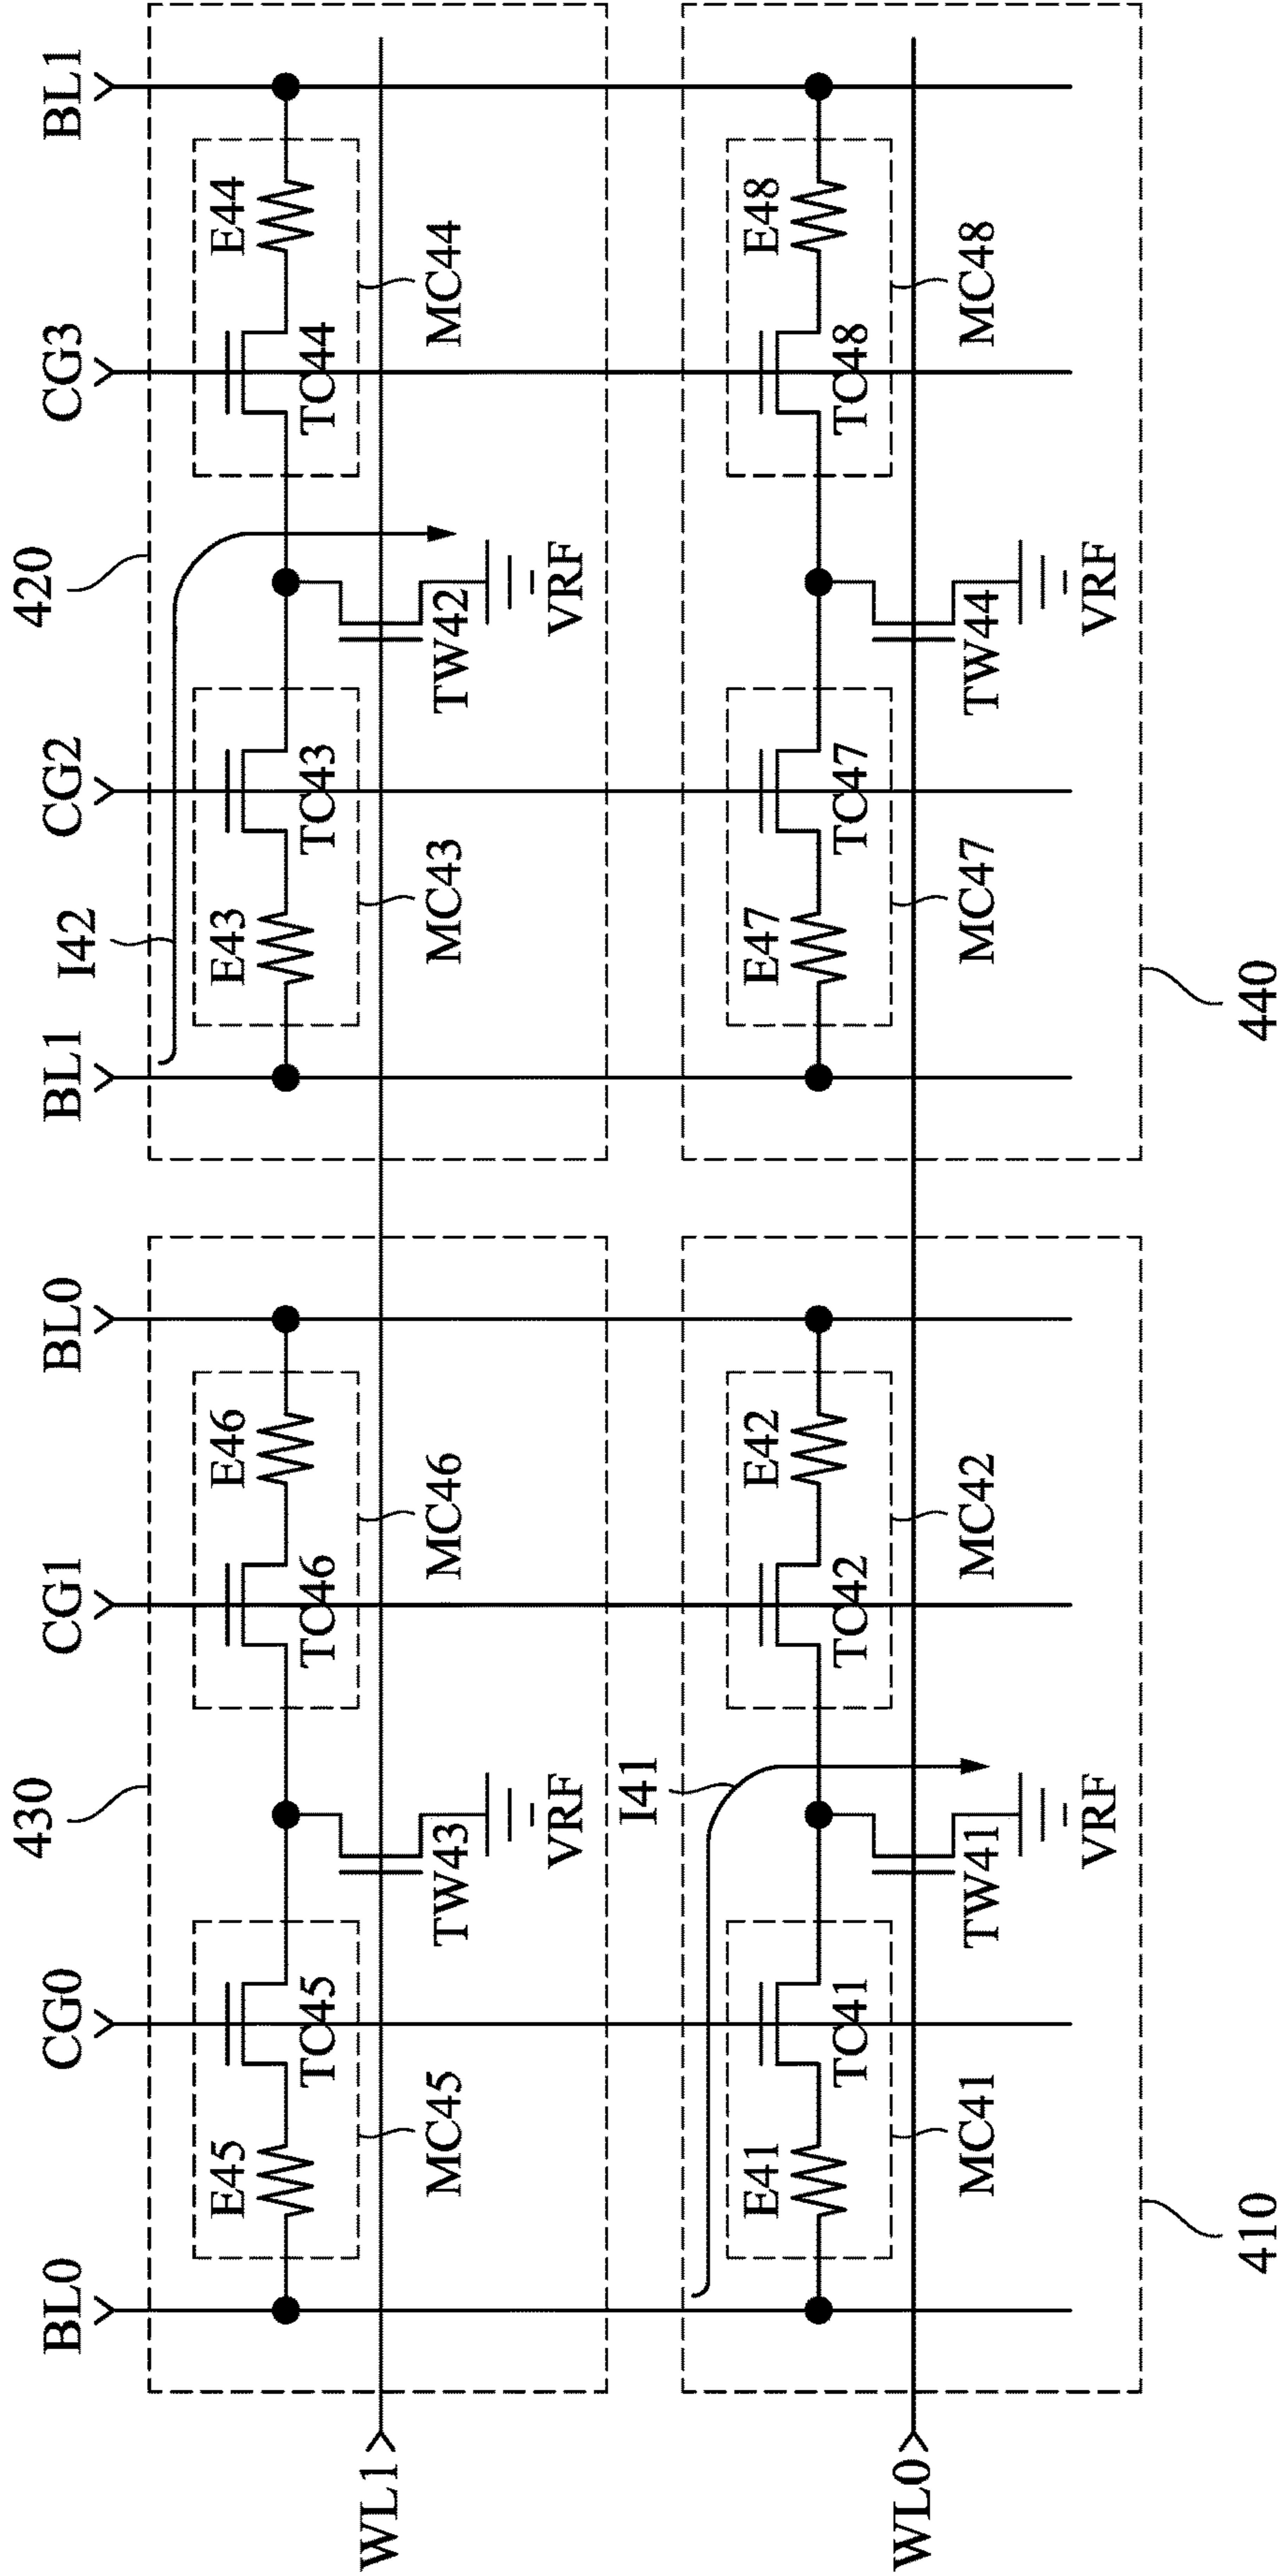 430
420
BL0
CG0
CG1
BL0
BL1
I42
CG2
CG3
BL1
E45
E46
E43
E44
TC45
TC46
TC43
TC44
WL1
MC45
TW43
MC46
MC43
TW42
MC44
VRF
VRF
I41
E41
E42
E47
E48
TC41
TC42
TC47
TC48
WL0
MC41
TW41
MC42
MC47
TW44
MC48
VRF
VRF
410
440